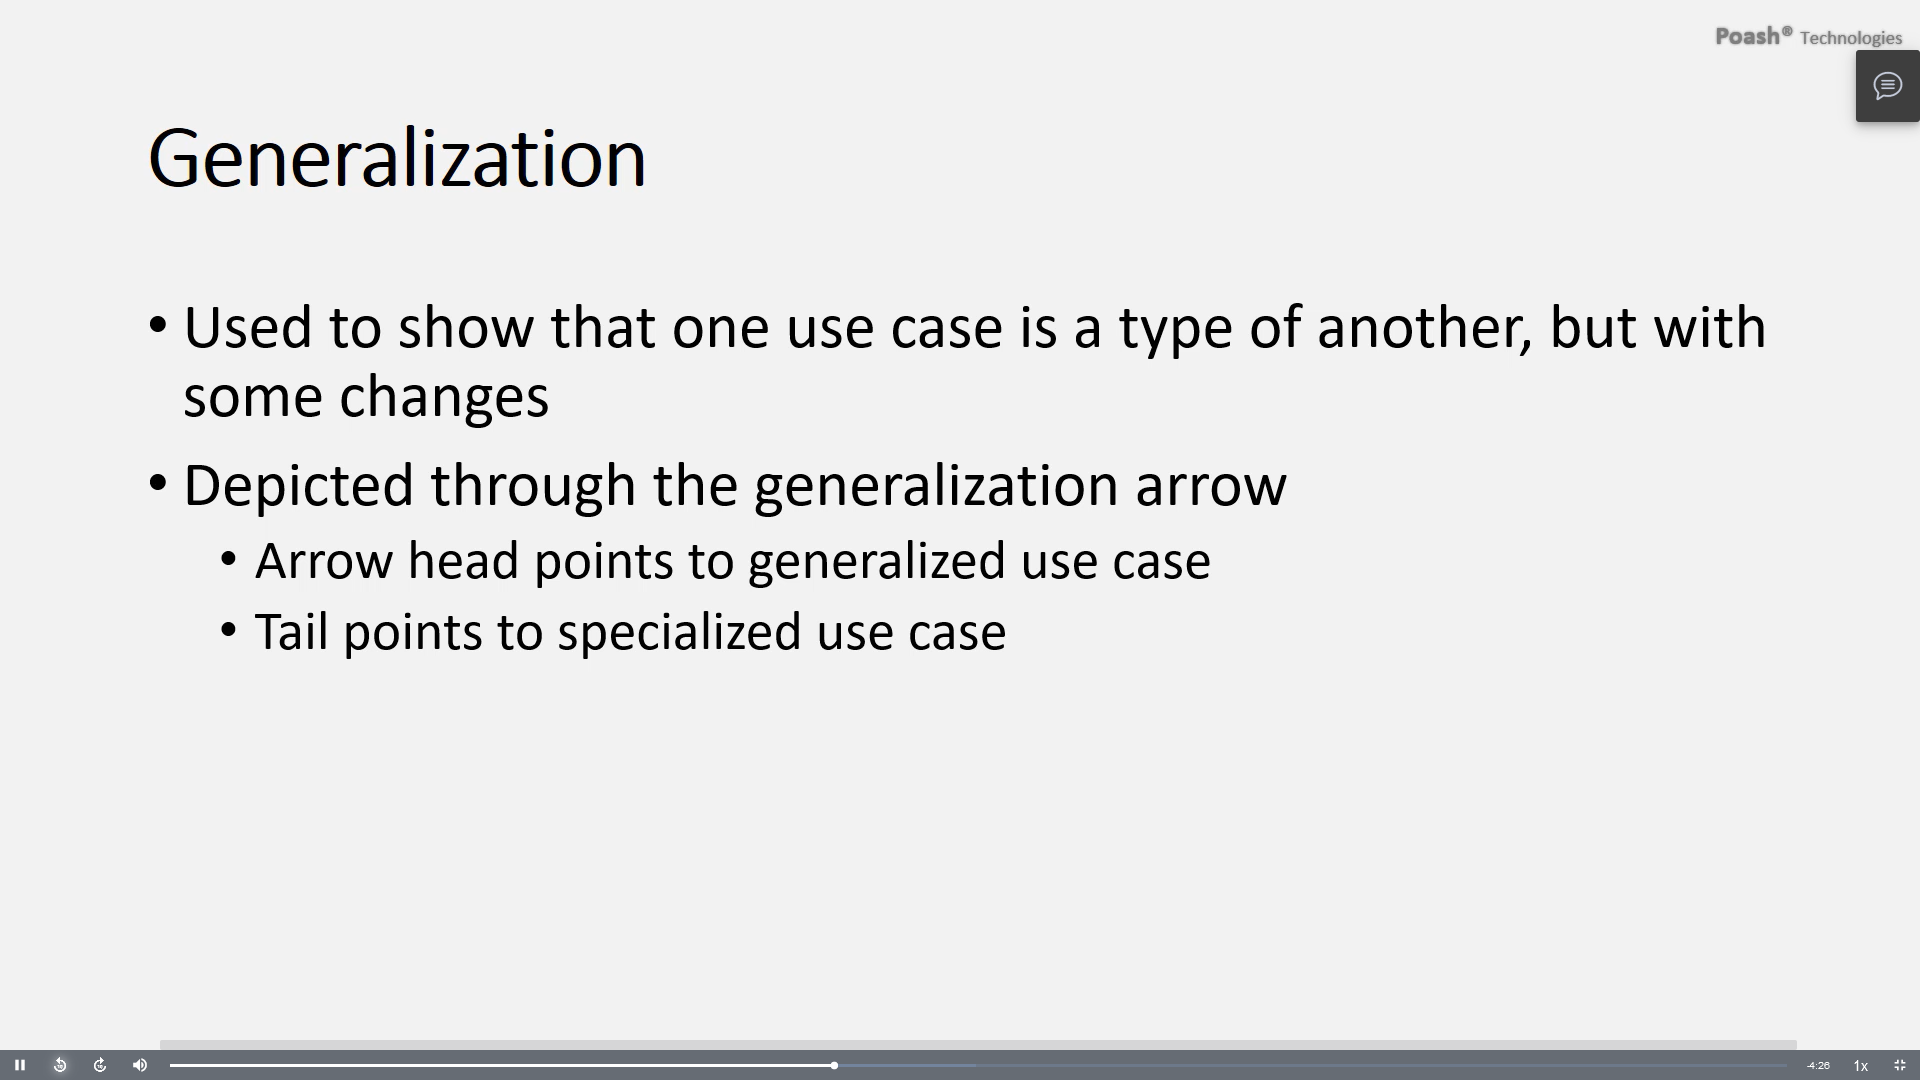 Poash® Technologies
Generalization
• Used to show that one use case is a type of another, but with
some changes
• Depicted through the generalization arrow
• Arrow head points to generalized use case
• Tail points to specialized use case
-4:26 1x